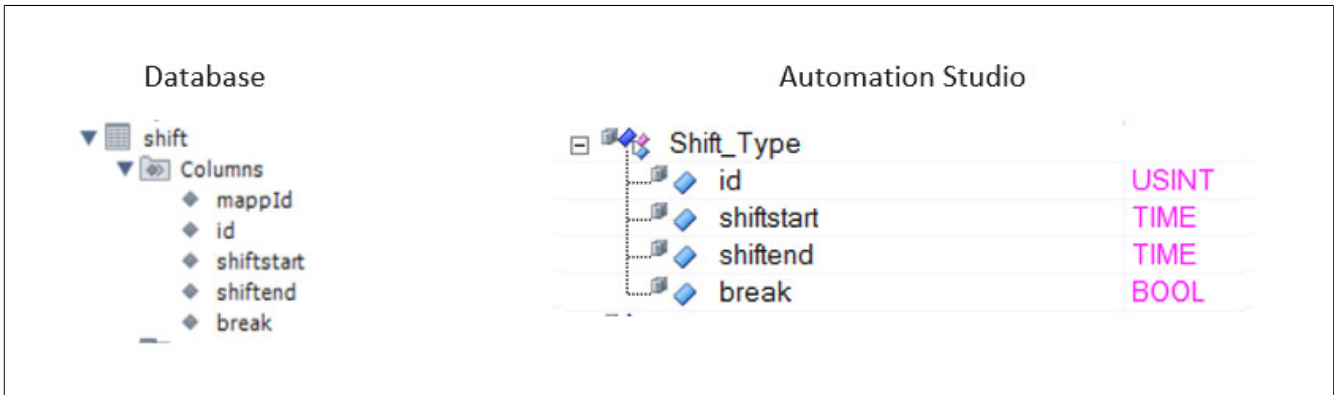 Database
shift
Columns
mappId
id
shiftstart
shiftend
break
Automation Studio
Shift_Type
id USINT
shiftstart TIME
shiftend TIME
break BOOL